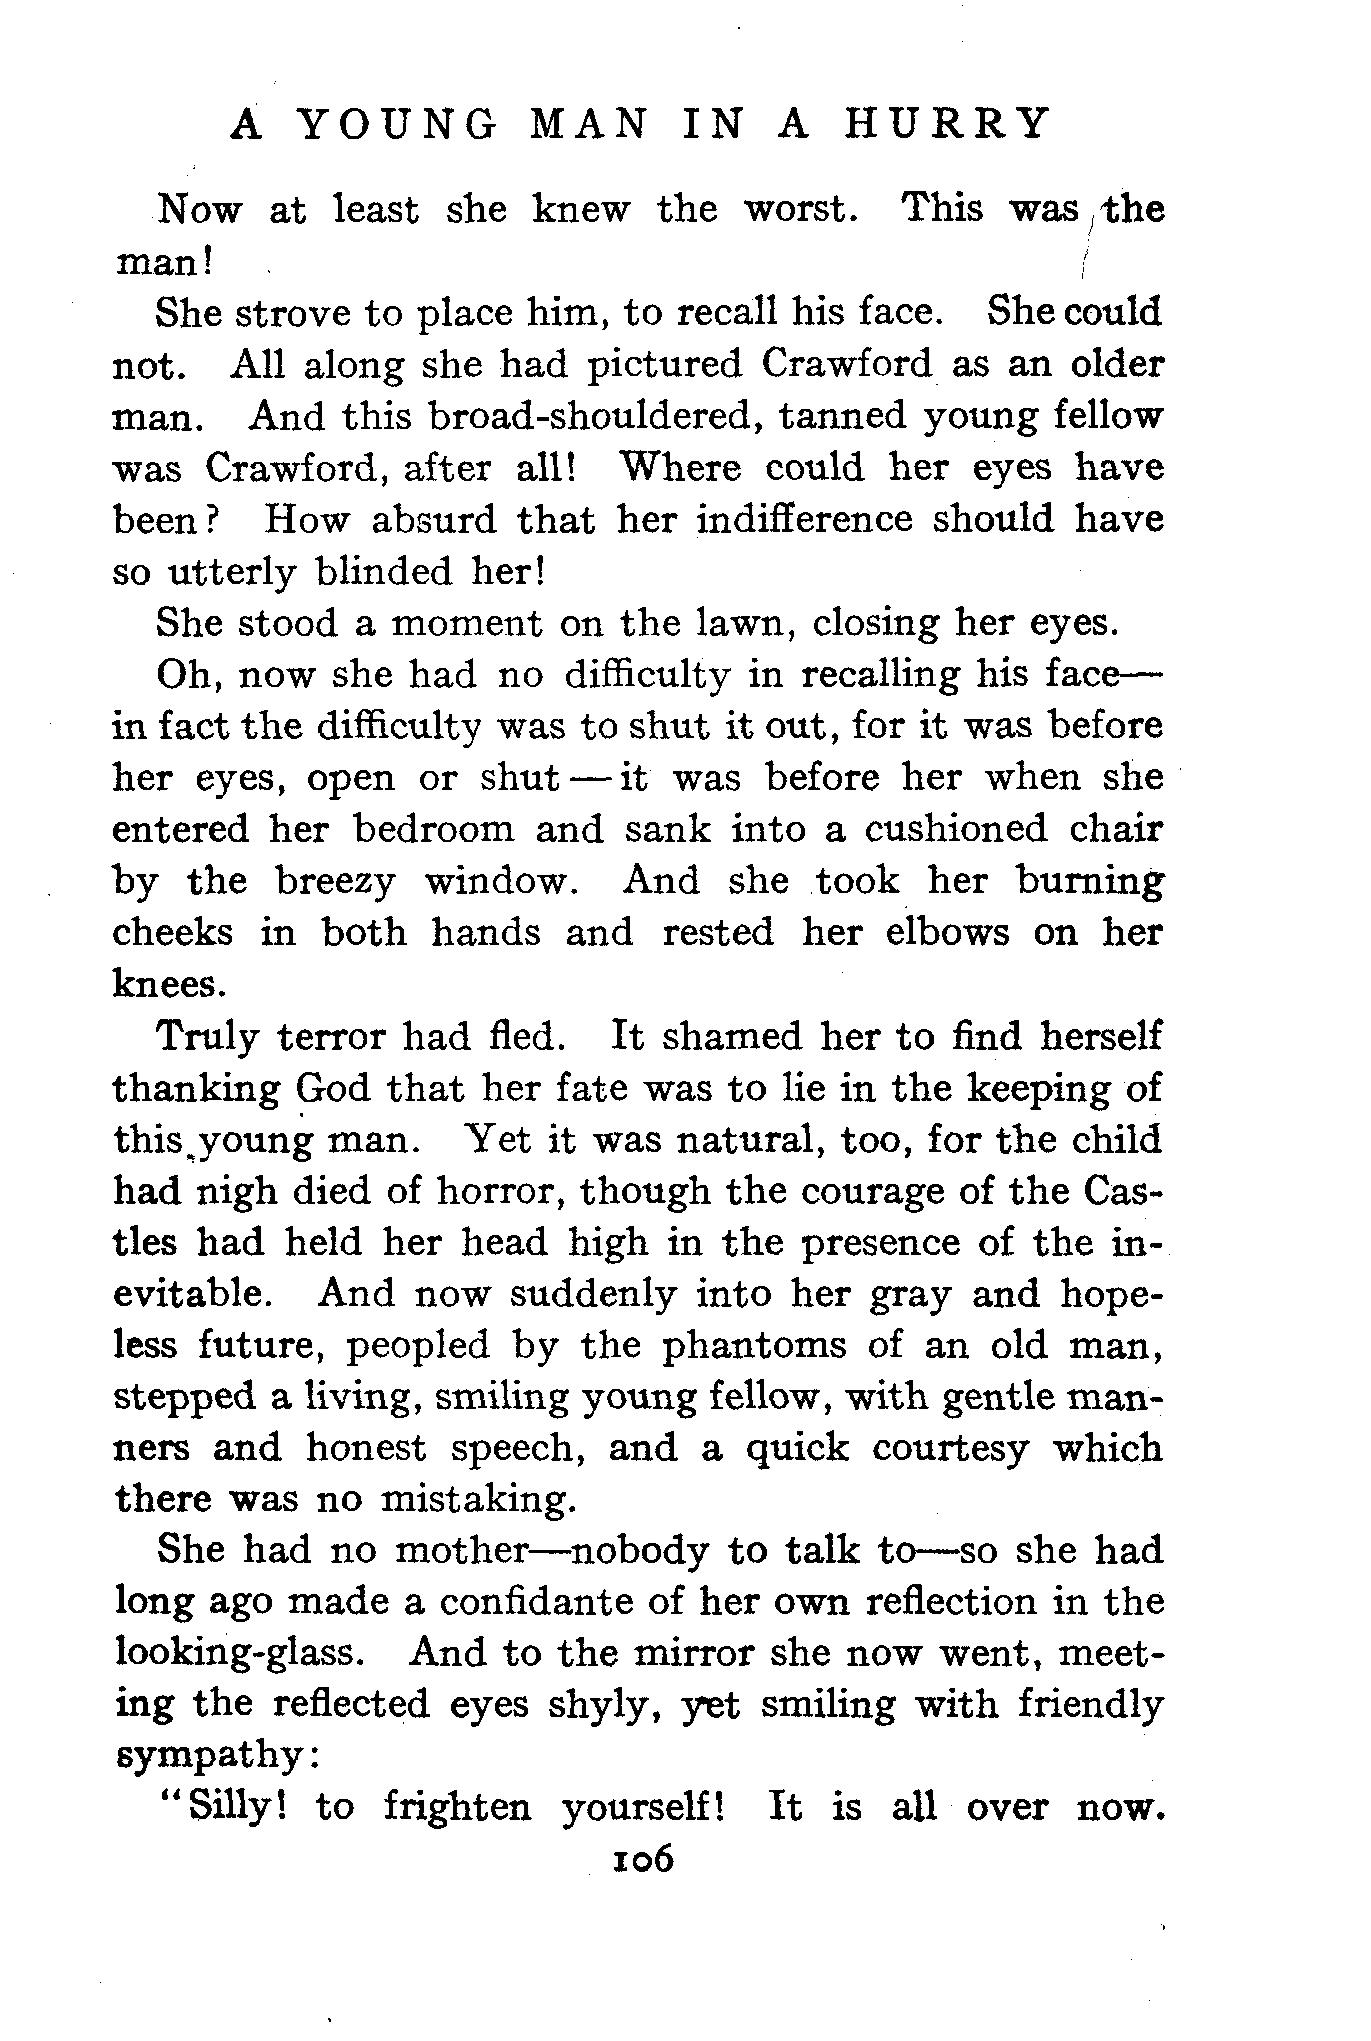 A YOUNG MAN IN A HURRY
Now at least she knew the worst. This was the
man!
She strove to place him, to recall his face. She could
not. All along she had pictured Crawford as an older
man. And this broad-shouldered, tanned young fellow
was Crawford, after all! Where could her eyes have
been? How absurd that her indifference should have
so utterly blinded her!
She stood a moment on the lawn, closing her eyes.
Oh, now she had no difficulty in recalling his face—
in fact the difficulty was to shut it out, for it was before
her eyes, open or shut—it was before her when she
entered her bedroom and sank into a cushioned chair
by the breezy window. And she took her burning
cheeks in both hands and rested her elbows on her
knees.
Truly terror had fled. It shamed her to find herself
thanking God that her fate was to lie in the keeping of
this young man. Yet it was natural, too, for the child
had nigh died of horror, though the courage of the Cas-
tles had held her head high in the presence of the in-
evitable. And now suddenly into her gray and hope-
less future, peopled by the phantoms of an old man,
stepped a living, smiling young fellow, with gentle man-
ners and honest speech, and a quick courtesy which
there was no mistaking.
She had no mother—nobody to talk to—so she had
long ago made a confidante of her own reflection in the
looking-glass. And to the mirror she now went, meet-
ing the reflected eyes shyly, yet smiling with friendly
sympathy:
"Silly! to frighten yourself! It is all over now.
106